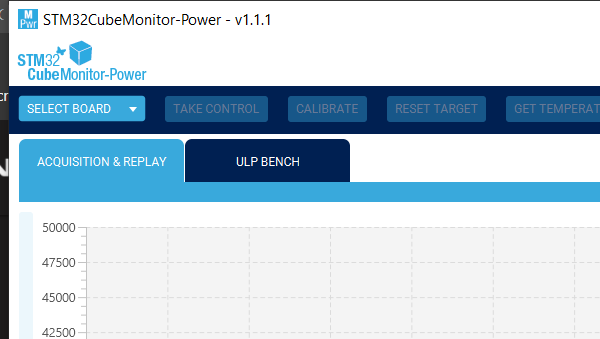 STM32CubeMonitor-Power - v1.1.1
M
Pwr
STM32
CubeMonitor-Power
SELECT BOARD
TAKE CONTROL
CALIBRATE
RESET TARGET
GET TEMPERAT
ACQUISITION & REPLAY
ULP BENCH
50000
47500
45000
42500